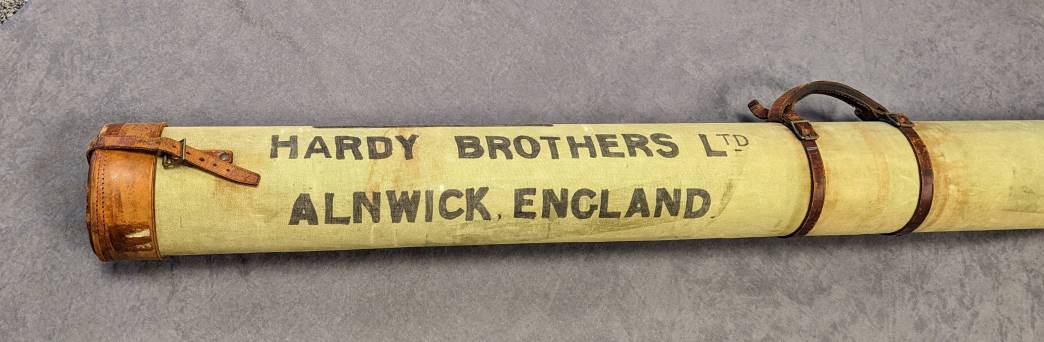 HARDY BROTHERS LTD
ALNWICK, ENGLAND